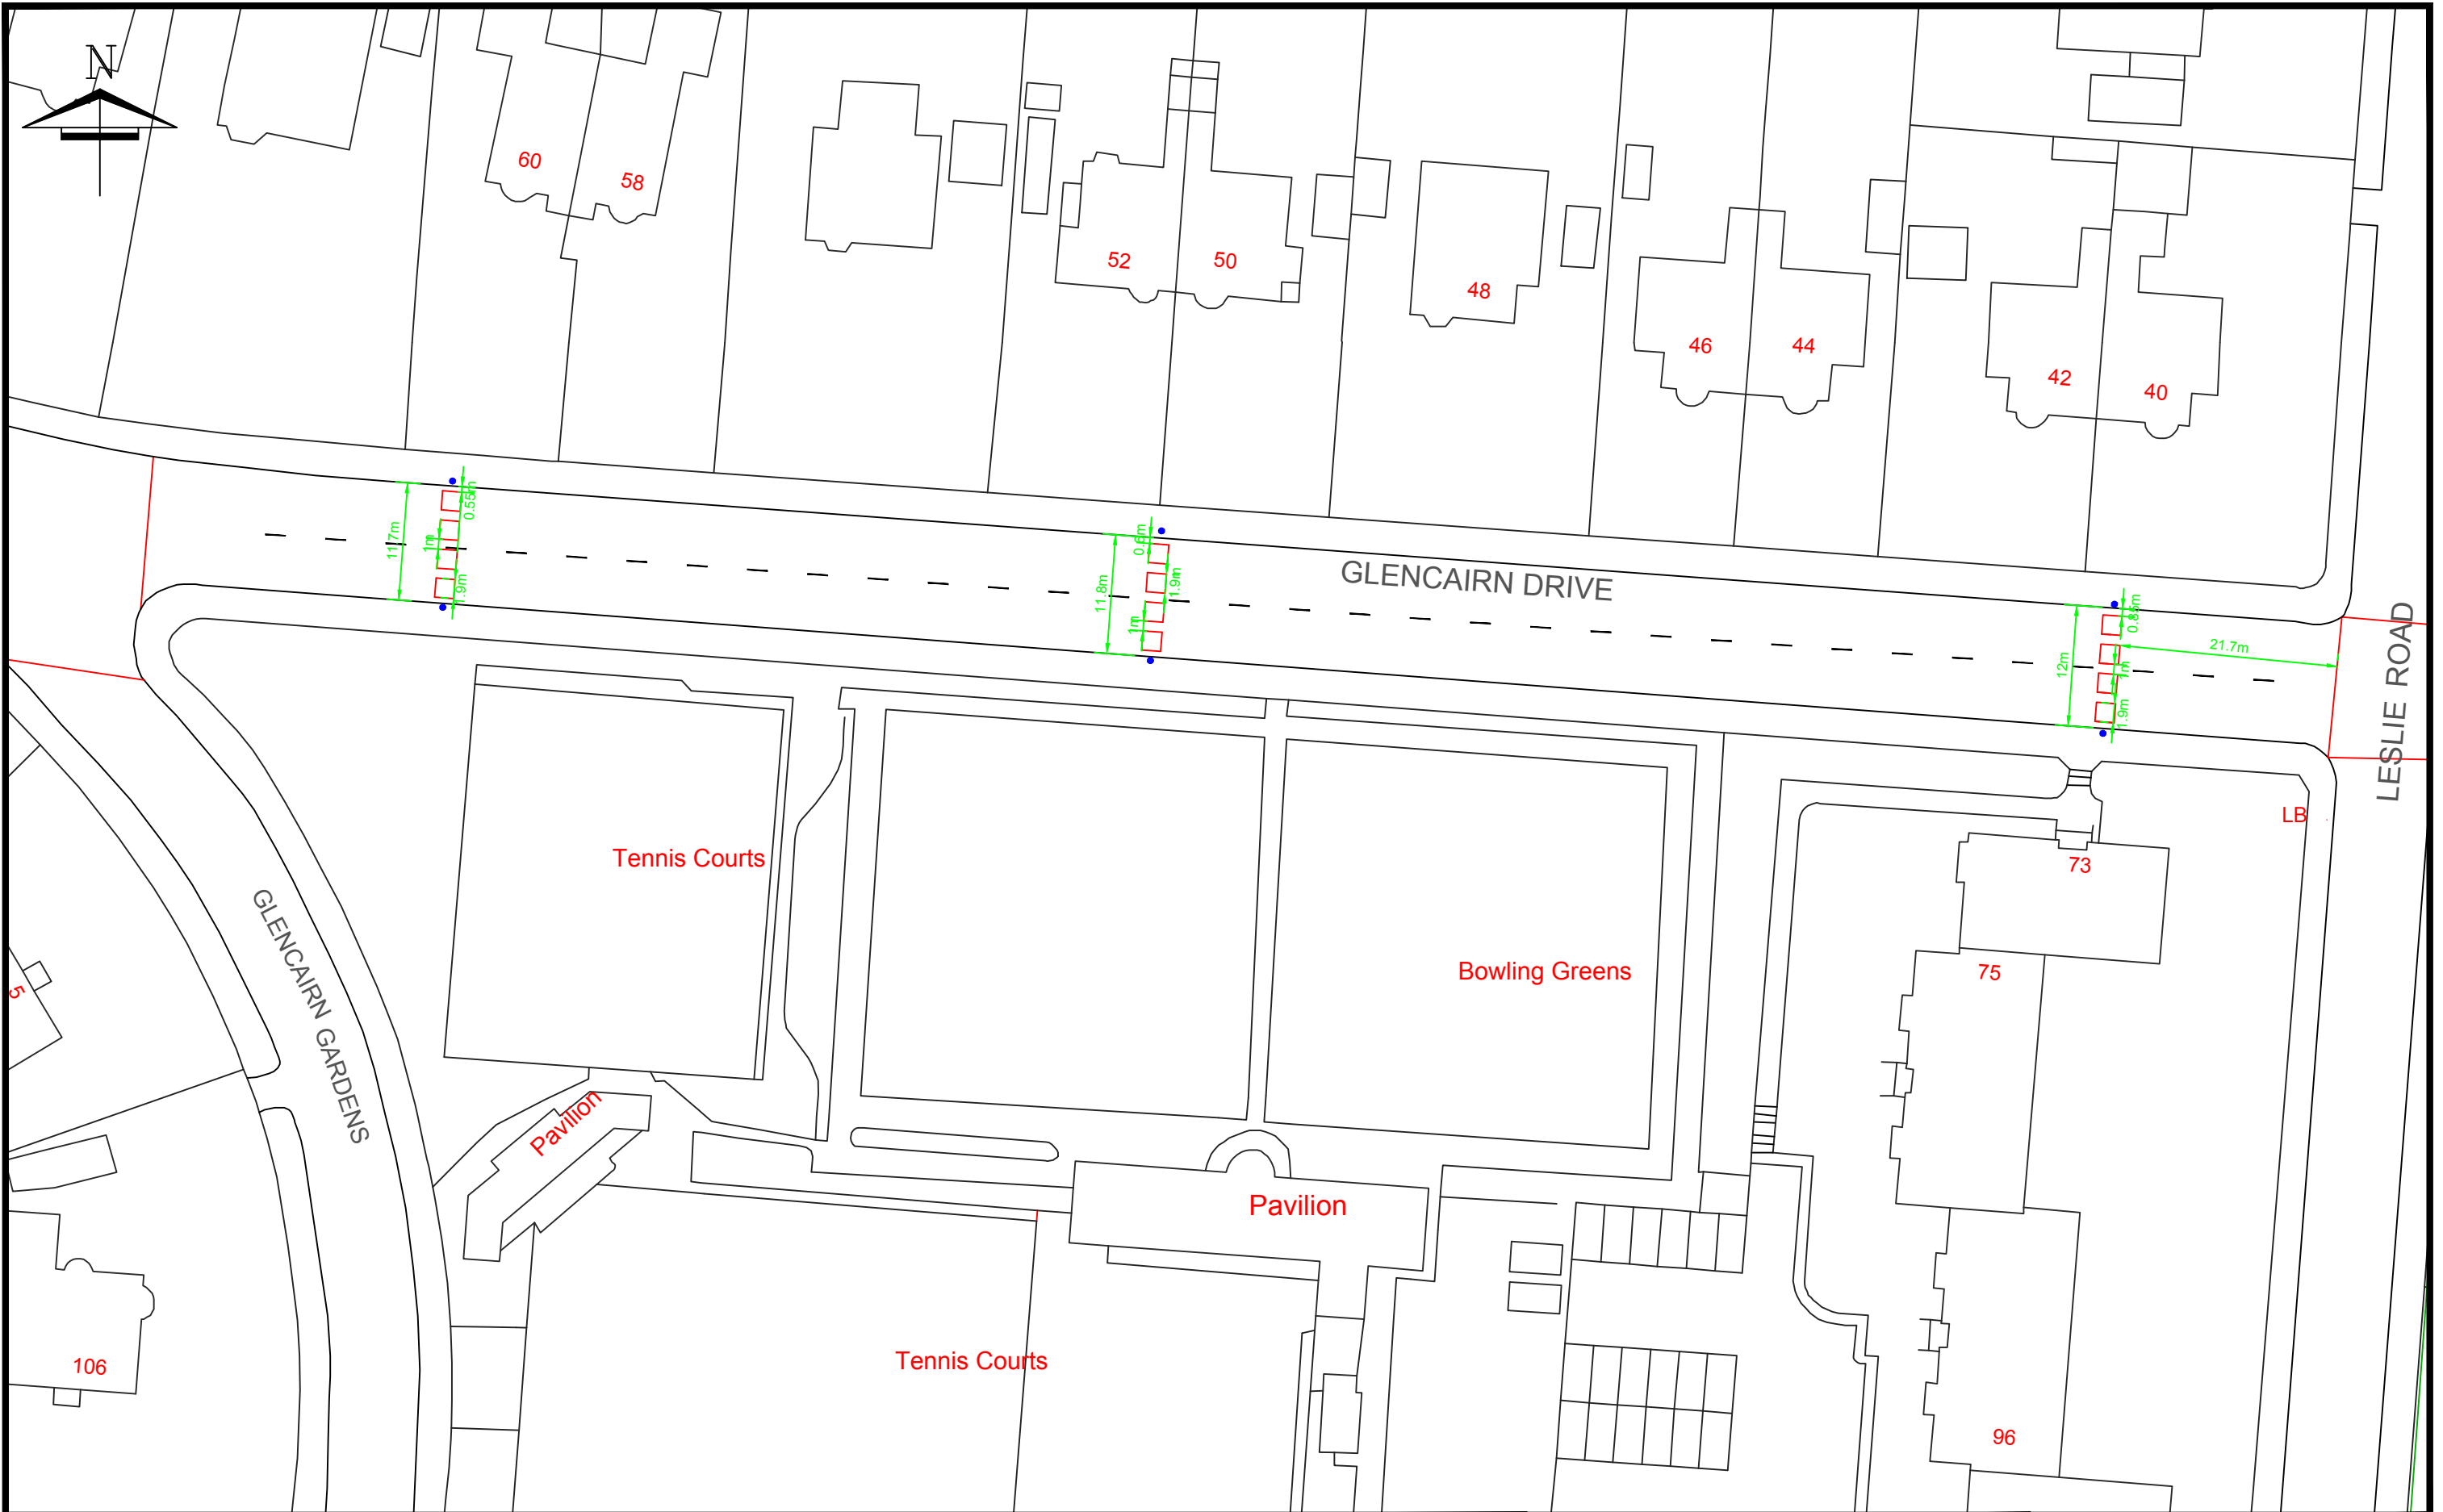 N
60
58
52
50
48
46
44
42
40
0.55m
11.7m
1m
1.9m
0.6m
11.8m
1.9m
1m
GLENCAIRN DRIVE
0.85m
21.7m
12m
1m
1.9m
LESLIE ROAD
LB
Tennis Courts
73
Bowling Greens
75
5
GLENCAIRN GARDENS
Pavilion
Pavilion
Tennis Courts
106
96